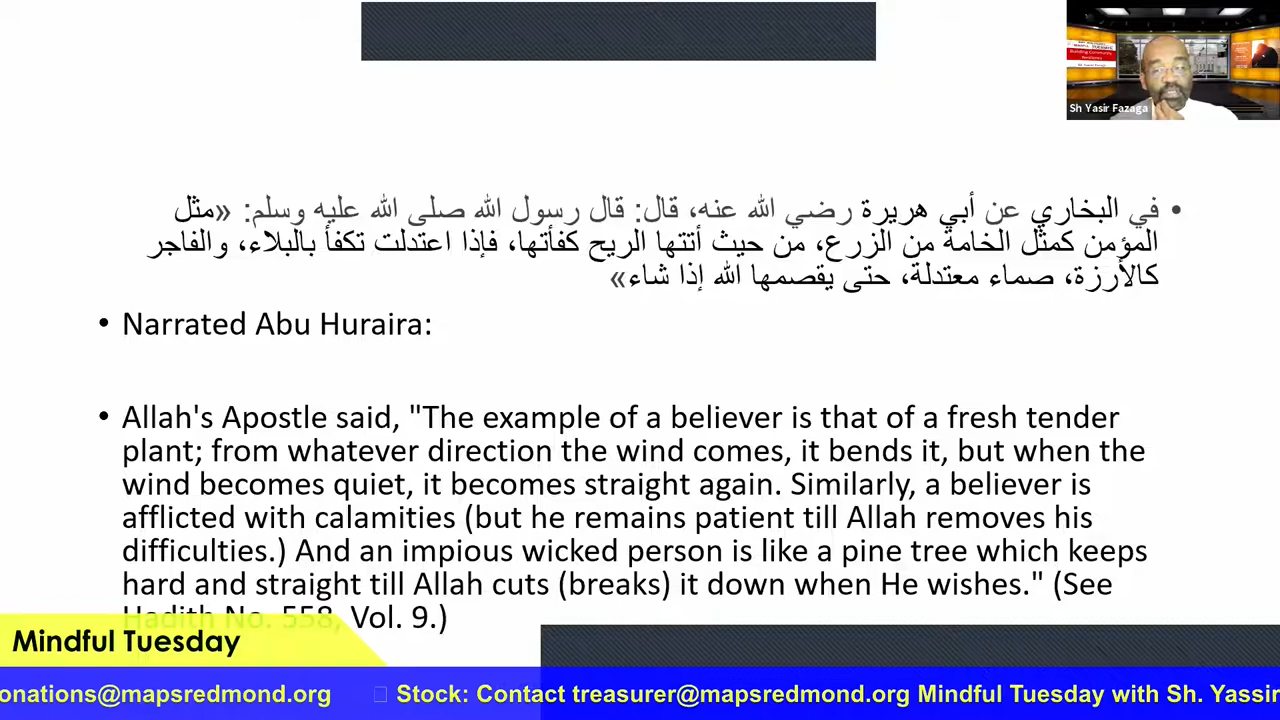 Sh Yasir Fazaga
• في البخاري عن أبي هريرة رضي الله عنه، قال: قال رسول الله صلى الله عليه وسلم: «مثل
المؤمن كمثل الخامة من الزرع، من حيث أتتها الريح كفأتها، فإذا اعتدلت تكفأ بالبلاء، والفاجر
كالأرزة، صماء معتدلة، حتى يقصمها الله إذا شاء»
• Narrated Abu Huraira:
• Allah's Apostle said, "The example of a believer is that of a fresh tender
plant; from whatever direction the wind comes, it bends it, but when the
wind becomes quiet, it becomes straight again. Similarly, a believer is
afflicted with calamities (but he remains patient till Allah removes his
difficulties.) And an impious wicked person is like a pine tree which keeps
hard and straight till Allah cuts (breaks) it down when He wishes." (See
Hadith No. 558, Vol. 9.)
Mindful Tuesday
onations@mapsredmond.org Stock: Contact treasurer@mapsredmond.org Mindful Tuesday with Sh. Yassir